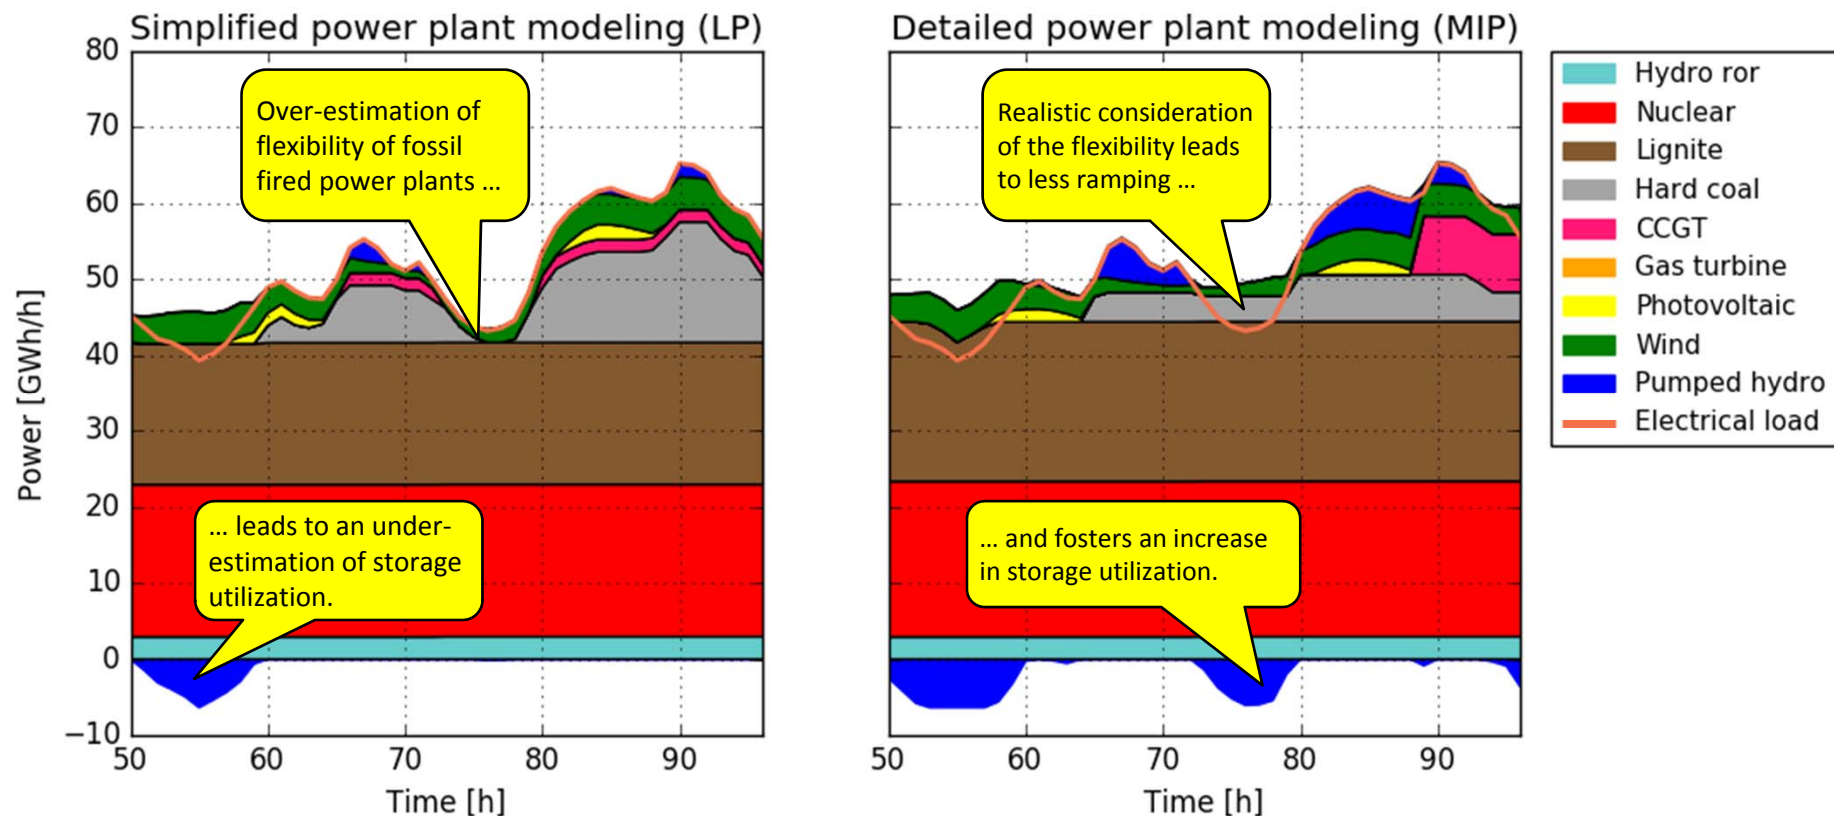 Simplified power plant modeling (LP)
80
70
60
50
40
30
20
10
0
−10
Power [GWh/h]
Over-estimation of
flexibility of fossil
fired power plants ...
... leads to an under-
estimation of storage
utilization.
50 60 70 80 90
Time [h]
Detailed power plant modeling (MIP)
Realistic consideration
of the flexibility leads
to less ramping ...
... and fosters an increase
in storage utilization.
50 60 70 80 90
Time [h]
Hydro ror
Nuclear
Lignite
Hard coal
CCGT
Gas turbine
Photovoltaic
Wind
Pumped hydro
Electrical load